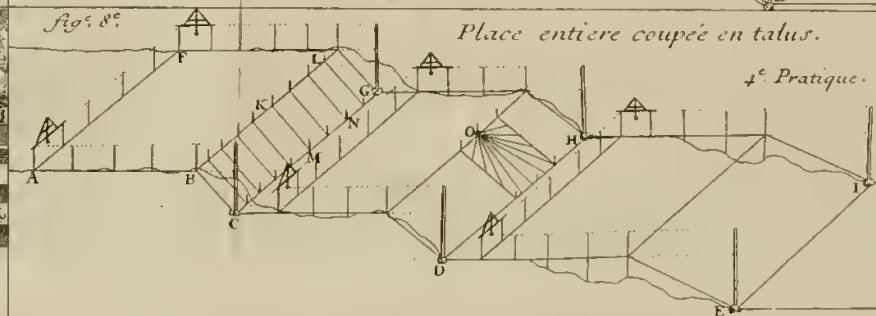 fig.e 8.e
Place entiere coupée en talus.
4.e Pratique.
F
L
K
G
N
M
O
H
I
A
B
C
D
E